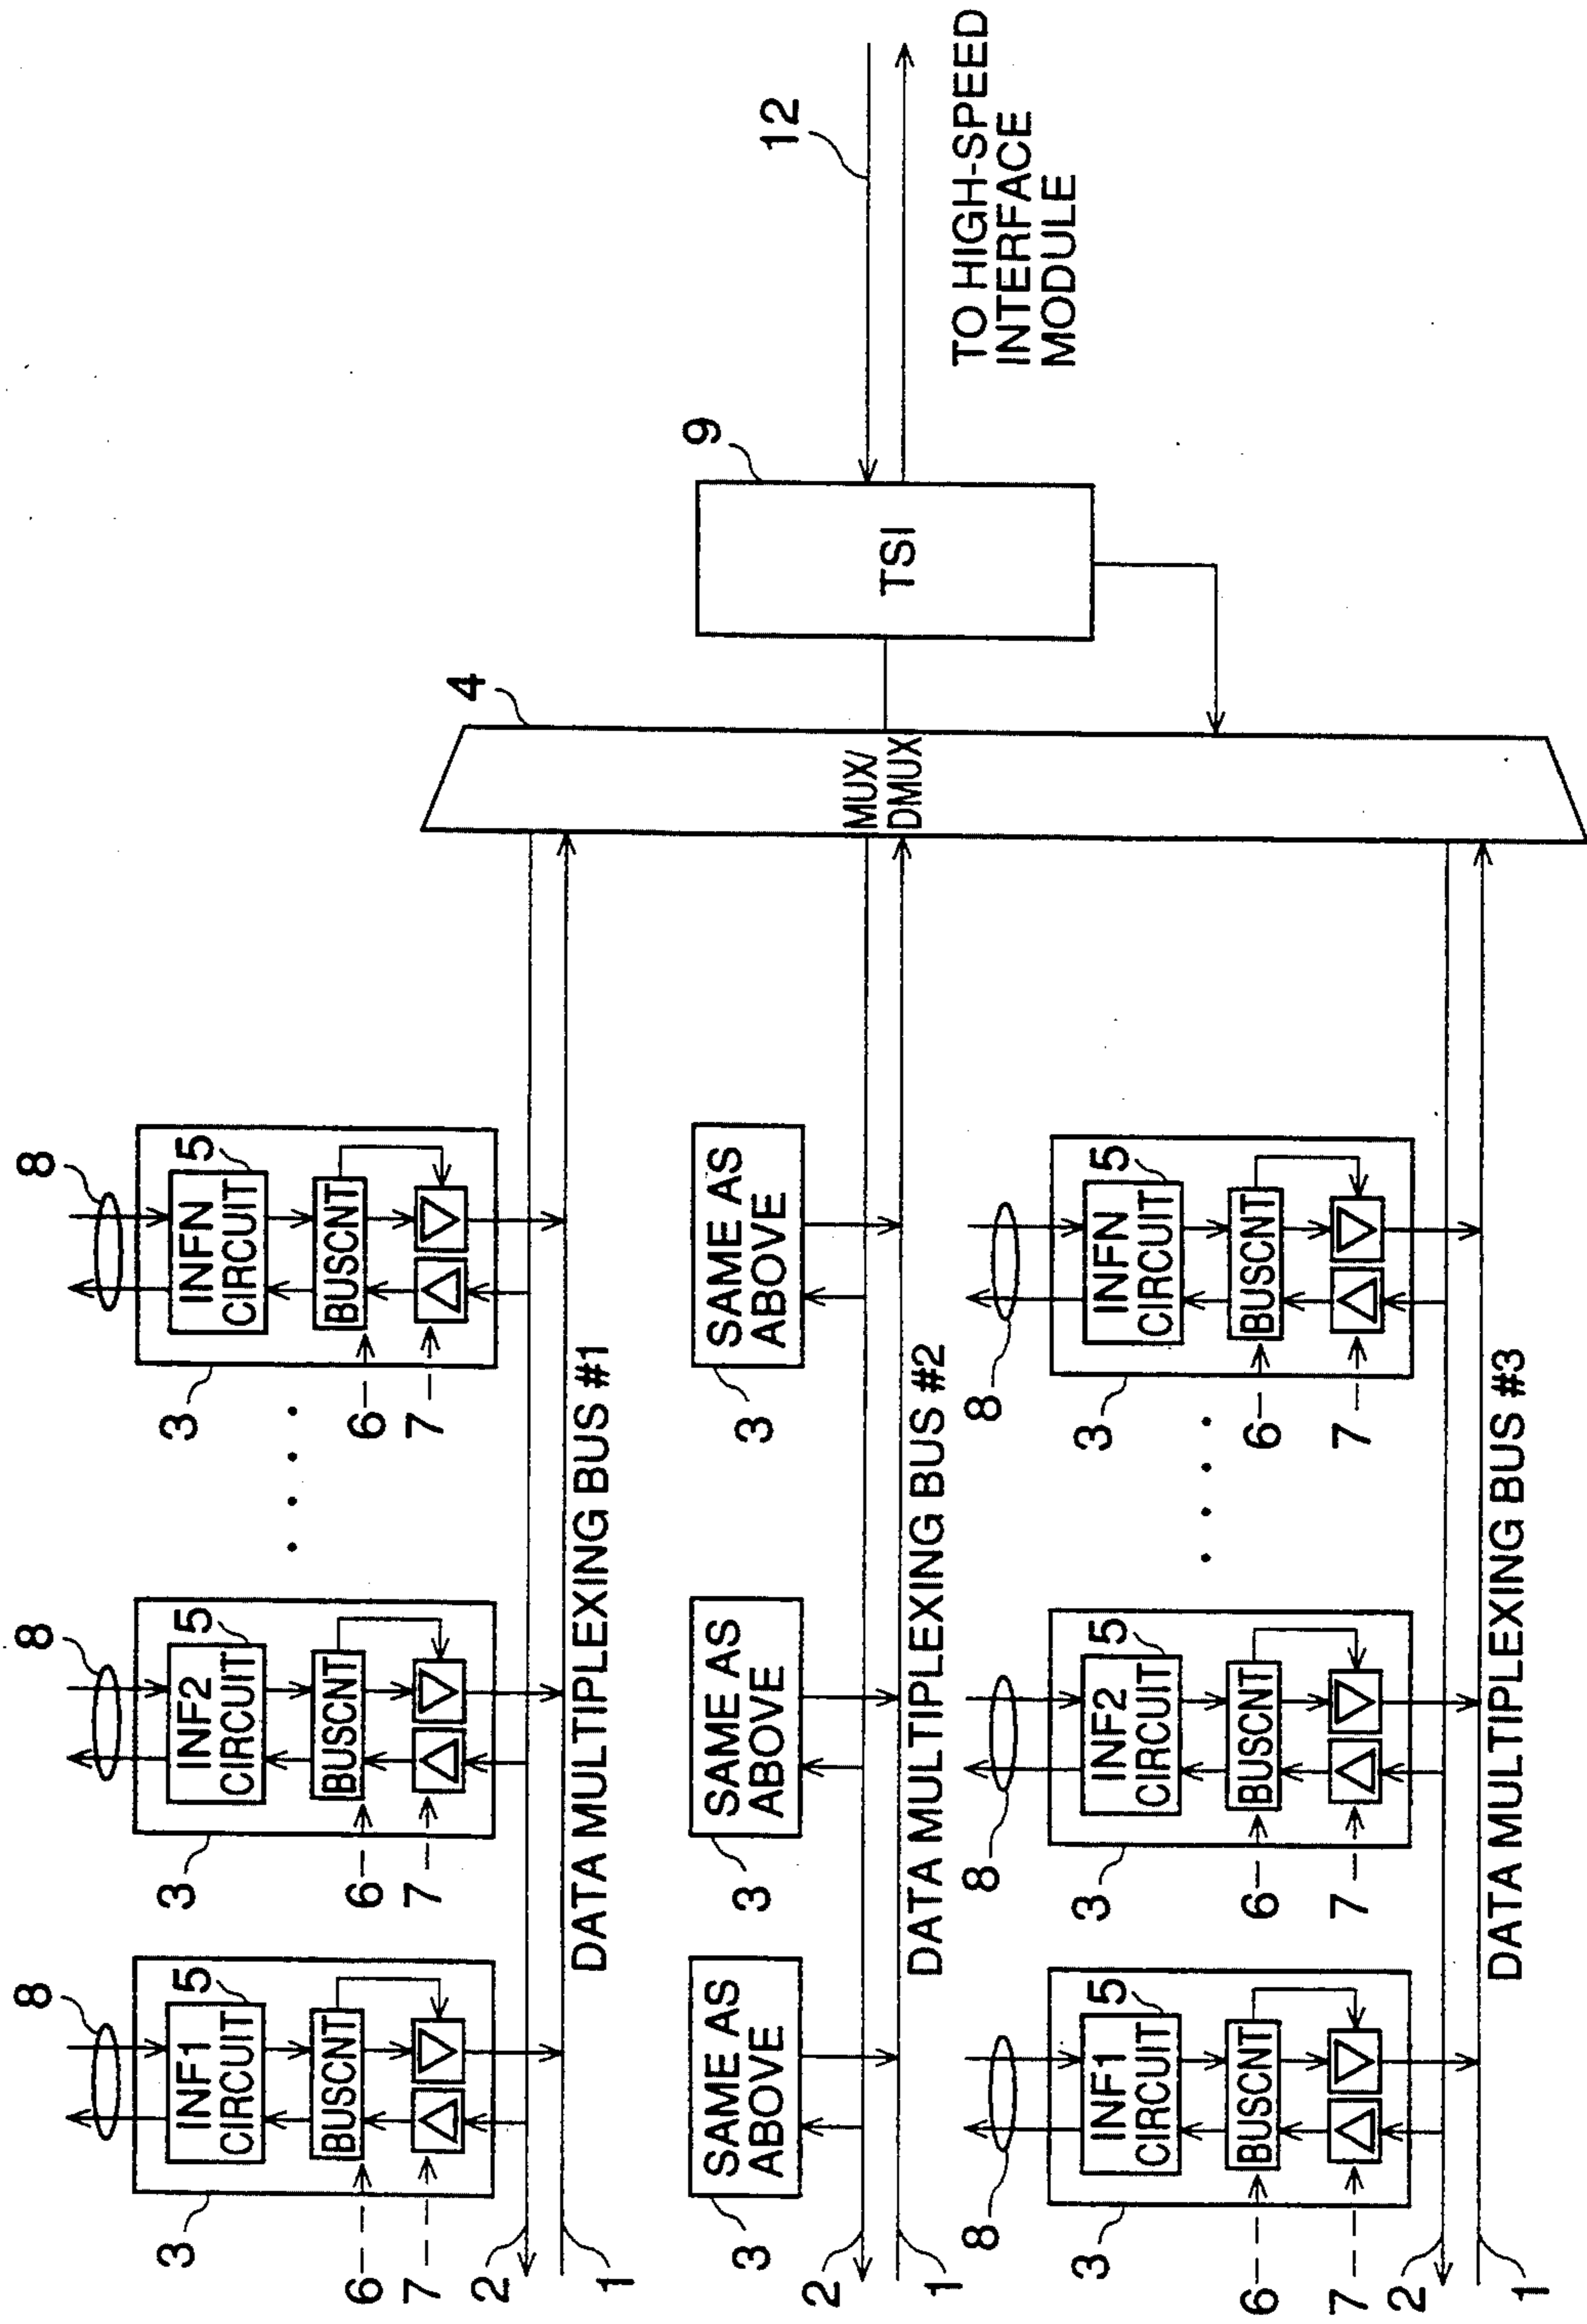 8
8
8
INF1
CIRCUIT
5
INF2
CIRCUIT
5
INFN
CIRCUIT
5
3
BUSCNT
3
BUSCNT
3
BUSCNT
6
6
6
7
7
7
2
1
DATA MULTIPLEXING BUS #1
4
9
12
SAME AS
ABOVE
SAME AS
ABOVE
SAME AS
ABOVE
3
3
3
MUX/
DMUX
TSI
TO HIGH-SPEED
INTERFACE
MODULE
2
1
DATA MULTIPLEXING BUS #2
8
8
8
INF1
CIRCUIT
5
INF2
CIRCUIT
5
INFN
CIRCUIT
5
3
BUSCNT
3
BUSCNT
3
BUSCNT
6
6
6
7
7
7
2
1
DATA MULTIPLEXING BUS #3